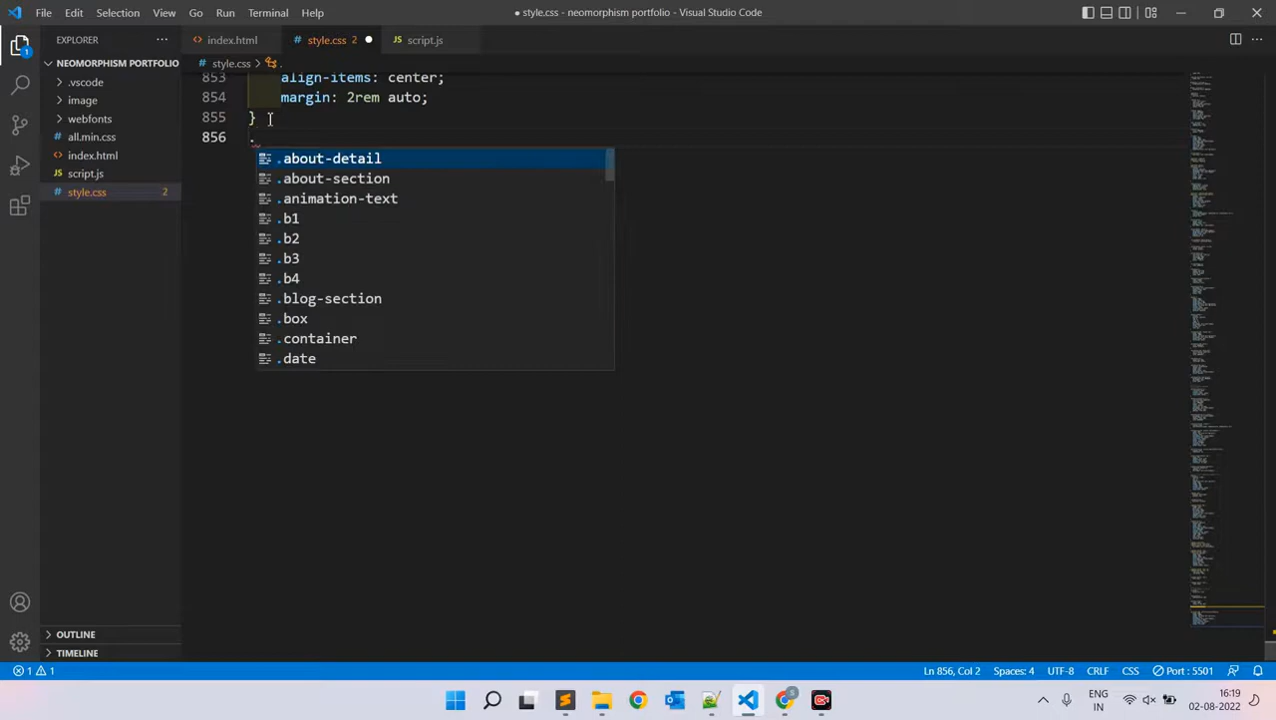 File Edit Selection View Go Run Terminal Help
● style.css - neomorphism portfolio - Visual Studio Code
EXPLORER
index.html
style.css 2
script.js
NEOMORPHISM PORTFOLIO
style.css > .
.vscode
image
webfonts
all.min.css
index.html
script.js
style.css 2
853 align-items: center;
854 margin: 2rem auto;
855 }
856 .
.about-detail
.about-section
.animation-text
.b1
.b2
.b3
.b4
.blog-section
.box
.container
.date
1
OUTLINE
TIMELINE
1 1
Ln 856, Col 2 Spaces: 4 UTF-8 CRLF CSS Port : 5501
S
ENG
IN
16:19
02-08-2022